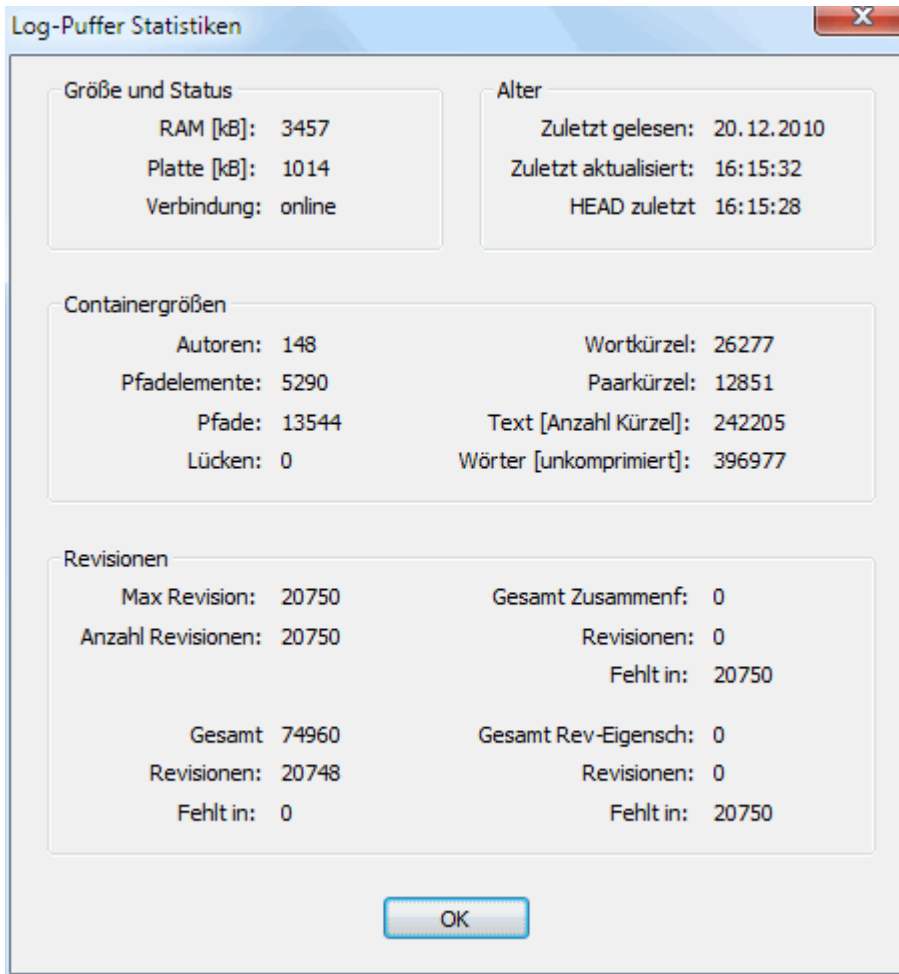 Log-Puffer Statistiken
Größe und Status
RAM [kB]: 3457
Platte [kB]: 1014
Verbindung: online
Alter
Zuletzt gelesen: 20.12.2010
Zuletzt aktualisiert: 16:15:32
HEAD zuletzt 16:15:28
Containergrößen
Autoren: 148
Pfadelemente: 5290
Pfade: 13544
Lücken: 0
Wortkürzel: 26277
Paarkürzel: 12851
Text [Anzahl Kürzel]: 242205
Wörter [unkomprimiert]: 396977
Revisionen
Max Revision: 20750
Anzahl Revisionen: 20750
Gesamt Zusammenf: 0
Revisionen: 0
Fehlt in: 20750
Gesamt 74960
Revisionen: 20748
Fehlt in: 0
Gesamt Rev-Eigensch: 0
Revisionen: 0
Fehlt in: 20750
OK